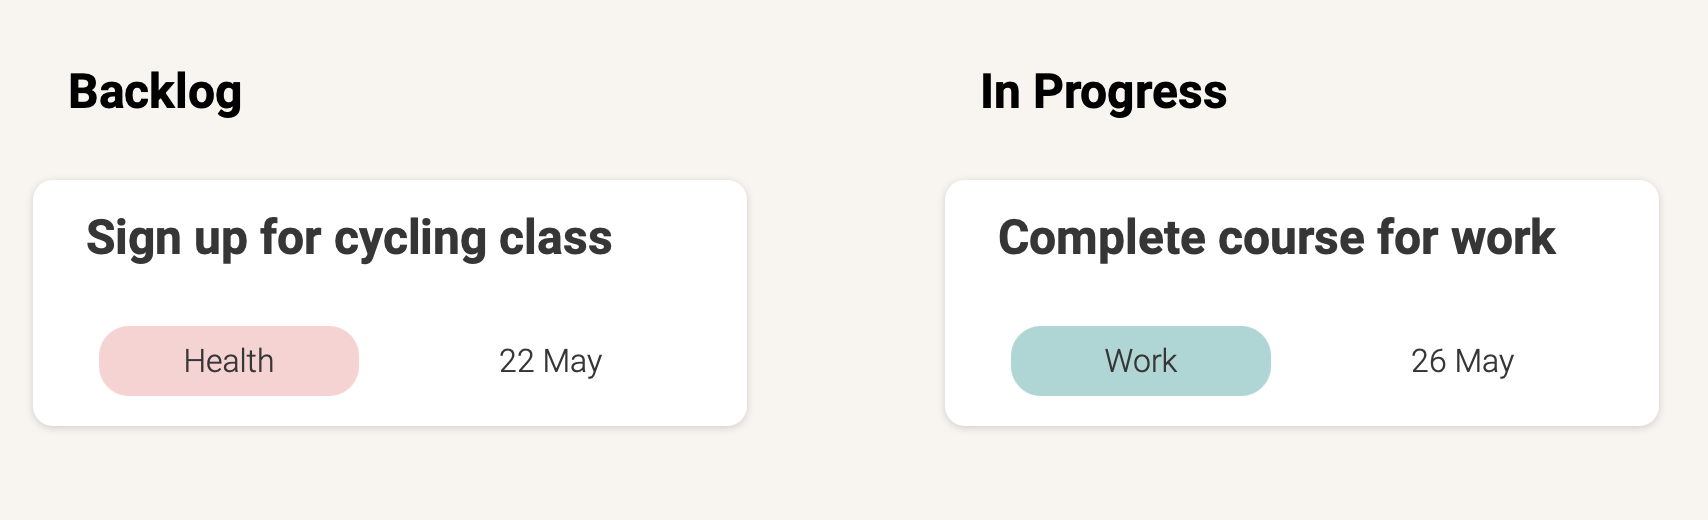 Backlog
Sign up for cycling class
Health
22 May
In Progress
Complete course for work
Work
26 May